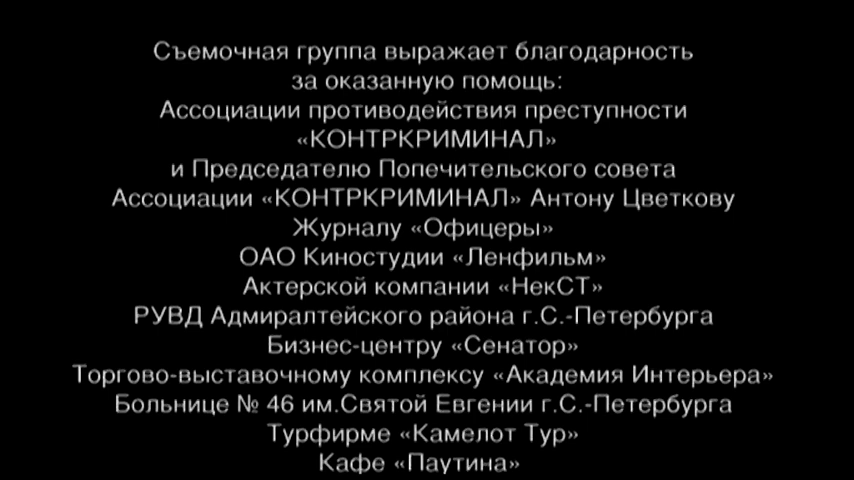 Съемочная группа выражает благодарность
за оказанную помощь:
Ассоциации противодействия преступности
«КОНТРКРИМИНАЛ»
и Председателю Попечительского совета
Ассоциации «КОНТРКРИМИНАЛ» Антону Цветкову
Журналу «Офицеры»
ОАО Киностудии «Ленфильм»
Актерской компании «НекСТ»
РУВД Адмиралтейского района г.С.-Петербурга
Бизнес-центру «Сенатор»
Торгово-выставочному комплексу «Академия Интерьера»
Больнице № 46 им.Святой Евгении г.С.-Петербурга
Турфирме «Камелот Тур»
Кафе «Паутина»